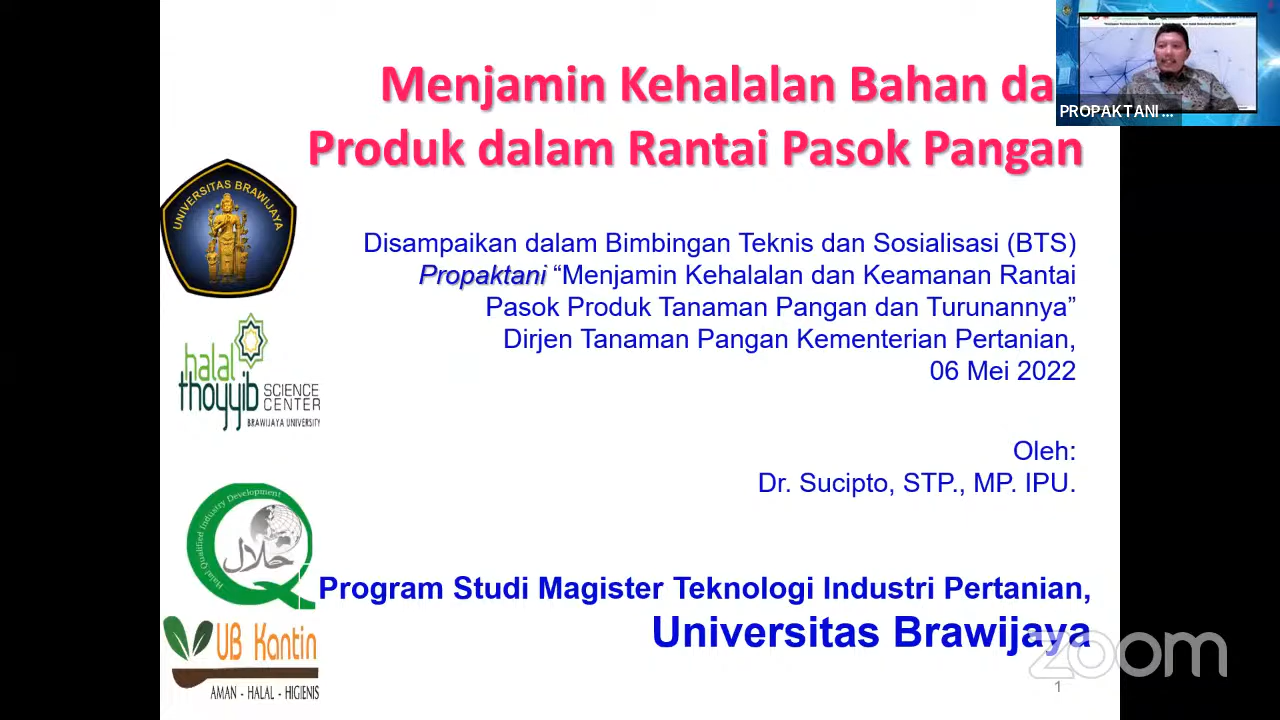 Menjamin Kehalalan Bahan da
Produk dalam Rantai Pasok Pangan
PROPAKTANI ...
UNIVERSITAS BRAWIJAYA
Disampaikan dalam Bimbingan Teknis dan Sosialisasi (BTS)
Propaktani “Menjamin Kehalalan dan Keamanan Rantai
Pasok Produk Tanaman Pangan dan Turunannya”
Dirjen Tanaman Pangan Kementerian Pertanian,
06 Mei 2022
halal
thoyyib SCIENCE
CENTER
BRAWIJAYA UNIVERSITY
Oleh:
Dr. Sucipto, STP., MP. IPU.
Halal Qualified Industry Development
حلال
Program Studi Magister Teknologi Industri Pertanian,
Universitas Brawijaya
UB Kantin
AMAN - HALAL - HIGIENIS
zoom
1